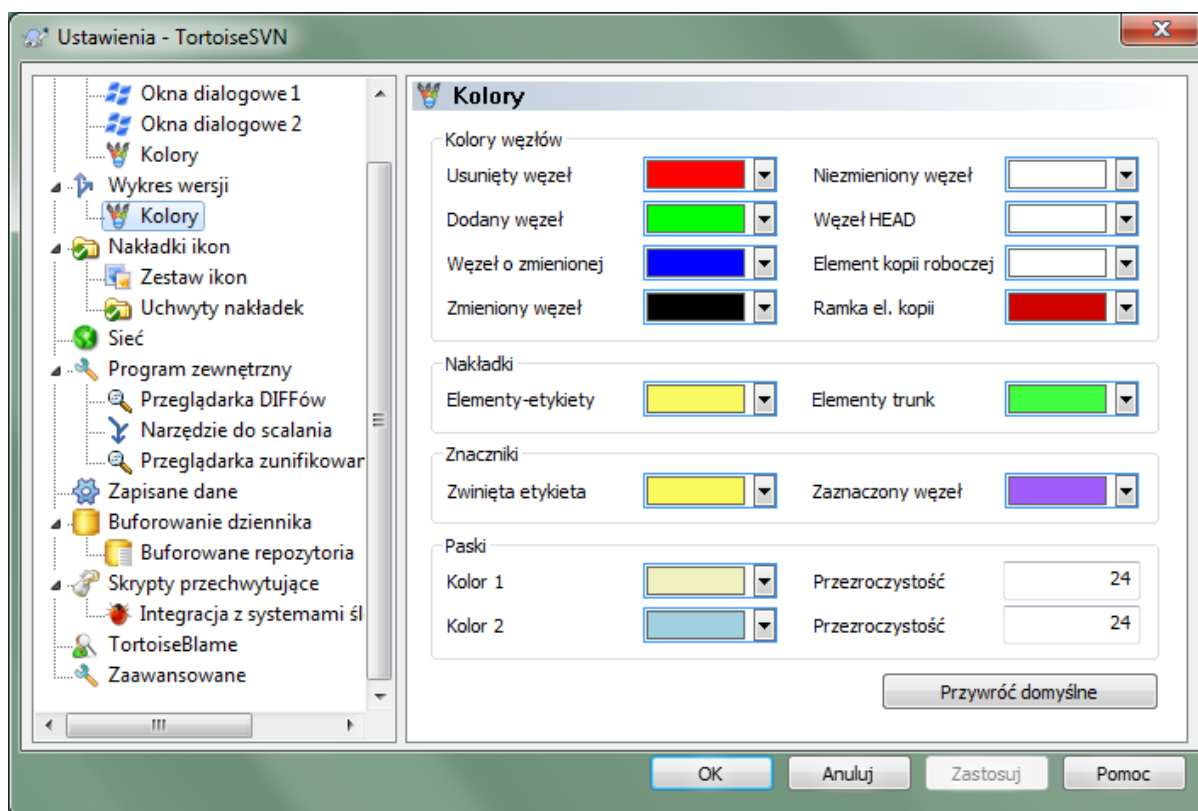 Ustawienia - TortoiseSVN
Okna dialogowe 1
Okna dialogowe 2
Kolory
Wykres wersji
Kolory
Nakładki ikon
Zestaw ikon
Uchwyty nakładek
Sieć
Program zewnętrzny
Przeglądarka DIFFów
Narzędzie do scalania
Przeglądarka zunifikowar
Zapisane dane
Buforowanie dziennika
Buforowane repozytoria
Skrypty przechwytujące
Integracja z systemami śl
TortoiseBlame
Zaawansowane
Kolory
Kolory węzłów
Usunięty węzeł
Niezmieniony węzeł
Dodany węzeł
Węzeł HEAD
Węzeł o zmienionej
Element kopii roboczej
Zmieniony węzeł
Ramka el. kopii
Nakładki
Elementy-etykiety
Elementy trunk
Znaczniki
Zwinięta etykieta
Zaznaczony węzeł
Paski
Kolor 1
Przezroczystość
24
Kolor 2
Przezroczystość
24
Przywróć domyślne
OK
Anuluj
Zastosuj
Pomoc